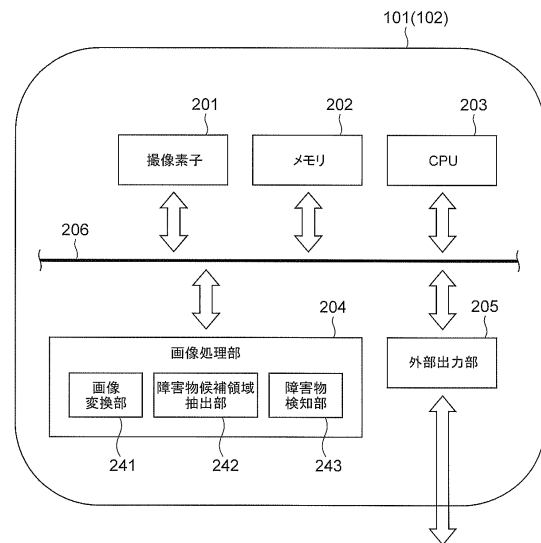 101(102)
201
202
203
撮像素子
メモリ
CPU
206
204
205
画像処理部
外部出力部
画像
変換部
障害物候補領域
抽出部
障害物
検知部
241
242
243